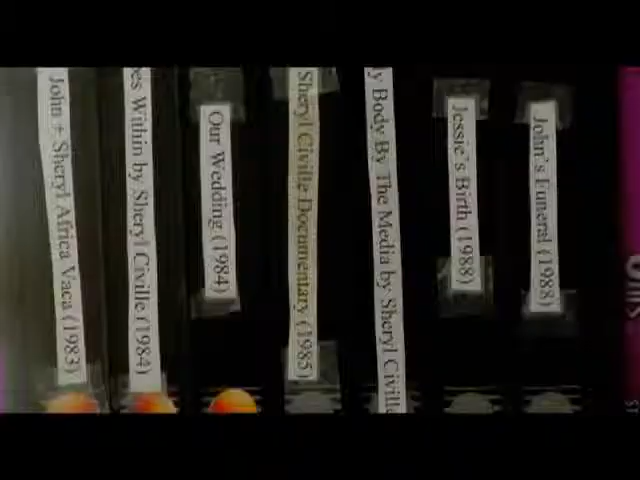 John + Sheryl Africa Vaca (1983)
es Within by Sheryl Civille (1984)
Our Wedding (1984)
Sheryl Civille Documentary (1985)
y Body By The Media by Sheryl Civille
Jessie's Birth (1988)
John's Funeral (1988)